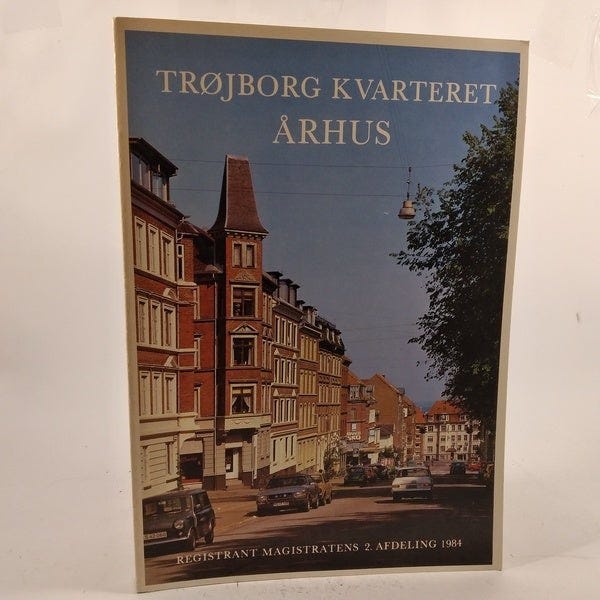 TRØJBORG KVARTERET
ÅRHUS
REGISTRANT MAGISTRATENS 2. AFDELING 1984